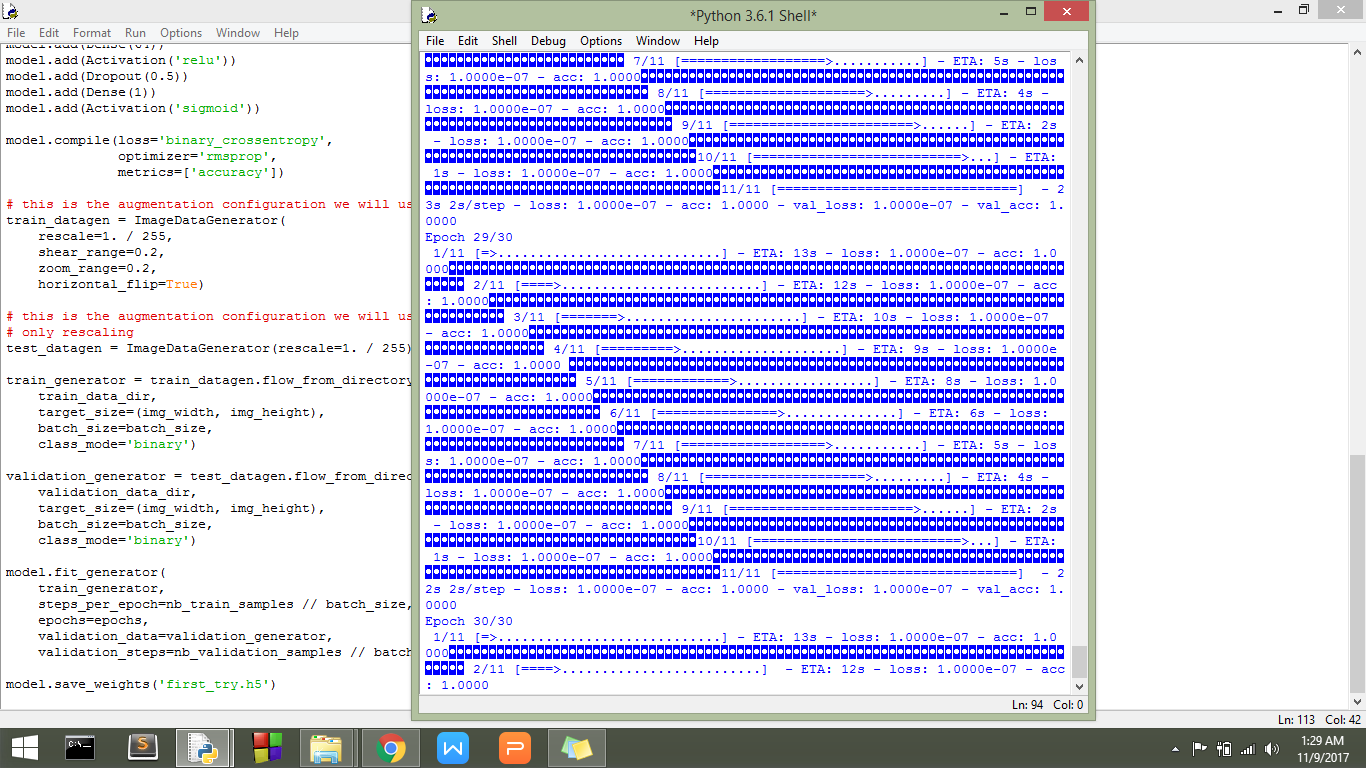 File Edit Format Run Options Window Help
model.add(Activation('relu'))
model.add(Dropout(0.5))
model.add(Dense(1))
model.add(Activation('sigmoid'))
model.compile(loss='binary_crossentropy',
optimizer='rmsprop',
metrics=['accuracy'])
# this is the augmentation configuration we will us
train_datagen = ImageDataGenerator(
rescale=1. / 255,
shear_range=0.2,
zoom_range=0.2,
horizontal_flip=True)
# this is the augmentation configuration we will us
# only rescaling
test_datagen = ImageDataGenerator(rescale=1. / 255)
train_generator = train_datagen.flow_from_directory
train_data_dir,
target_size=(img_width, img_height),
batch_size=batch_size,
class_mode='binary')
validation_generator = test_datagen.flow_from_direc
validation_data_dir,
target_size=(img_width, img_height),
batch_size=batch_size,
class_mode='binary')
model.fit_generator(
train_generator,
steps_per_epoch=nb_train_samples // batch_size,
epochs=epochs,
validation_data=validation_generator,
validation_steps=nb_validation_samples // batc
model.save_weights('first_try.h5')
*Python 3.6.1 Shell*
File Edit Shell Debug Options Window Help
7/11 [==================>...........] - ETA: 5s - los
s: 1.0000e-07 - acc: 1.0000
8/11 [====================>.........] - ETA: 4s -
loss: 1.0000e-07 - acc: 1.0000
9/11 [=======================>......] - ETA: 2s
- loss: 1.0000e-07 - acc: 1.0000
10/11 [==========================>...] - ETA:
1s - loss: 1.0000e-07 - acc: 1.0000
11/11 [==============================] - 2
3s 2s/step - loss: 1.0000e-07 - acc: 1.0000 - val_loss: 1.0000e-07 - val_acc: 1.
0000
Epoch 29/30
1/11 [=>............................] - ETA: 13s - loss: 1.0000e-07 - acc: 1.0
000
2/11 [====>.........................] - ETA: 12s - loss: 1.0000e-07 - acc
: 1.0000
3/11 [=======>......................] - ETA: 10s - loss: 1.0000e-07
- acc: 1.0000
4/11 [=========>....................] - ETA: 9s - loss: 1.0000e
-07 - acc: 1.0000
5/11 [============>.................] - ETA: 8s - loss: 1.0
000e-07 - acc: 1.0000
6/11 [===============>..............] - ETA: 6s - loss:
1.0000e-07 - acc: 1.0000
7/11 [==================>...........] - ETA: 5s - los
s: 1.0000e-07 - acc: 1.0000
8/11 [====================>.........] - ETA: 4s -
loss: 1.0000e-07 - acc: 1.0000
9/11 [=======================>......] - ETA: 2s
- loss: 1.0000e-07 - acc: 1.0000
10/11 [==========================>...] - ETA:
1s - loss: 1.0000e-07 - acc: 1.0000
11/11 [==============================] - 2
2s 2s/step - loss: 1.0000e-07 - acc: 1.0000 - val_loss: 1.0000e-07 - val_acc: 1.
0000
Epoch 30/30
1/11 [=>............................] - ETA: 13s - loss: 1.0000e-07 - acc: 1.0
000
2/11 [====>.........................] - ETA: 12s - loss: 1.0000e-07 - acc
: 1.0000
Ln: 94 Col: 0
Ln: 113 Col: 42
1:29 AM
11/9/2017